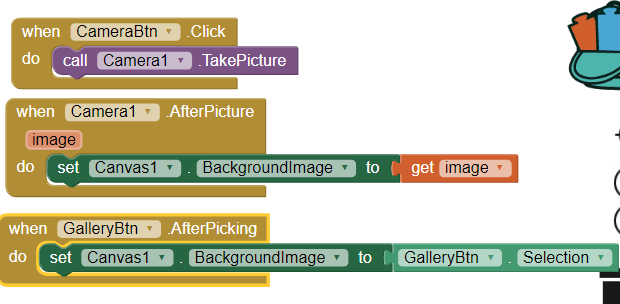 when CameraBtn .Click
do call Camera1 .TakePicture
when Camera1 .AfterPicture
image
do set Canvas1 . BackgroundImage to get image
when GalleryBtn .AfterPicking
do set Canvas1 . BackgroundImage to GalleryBtn . Selection